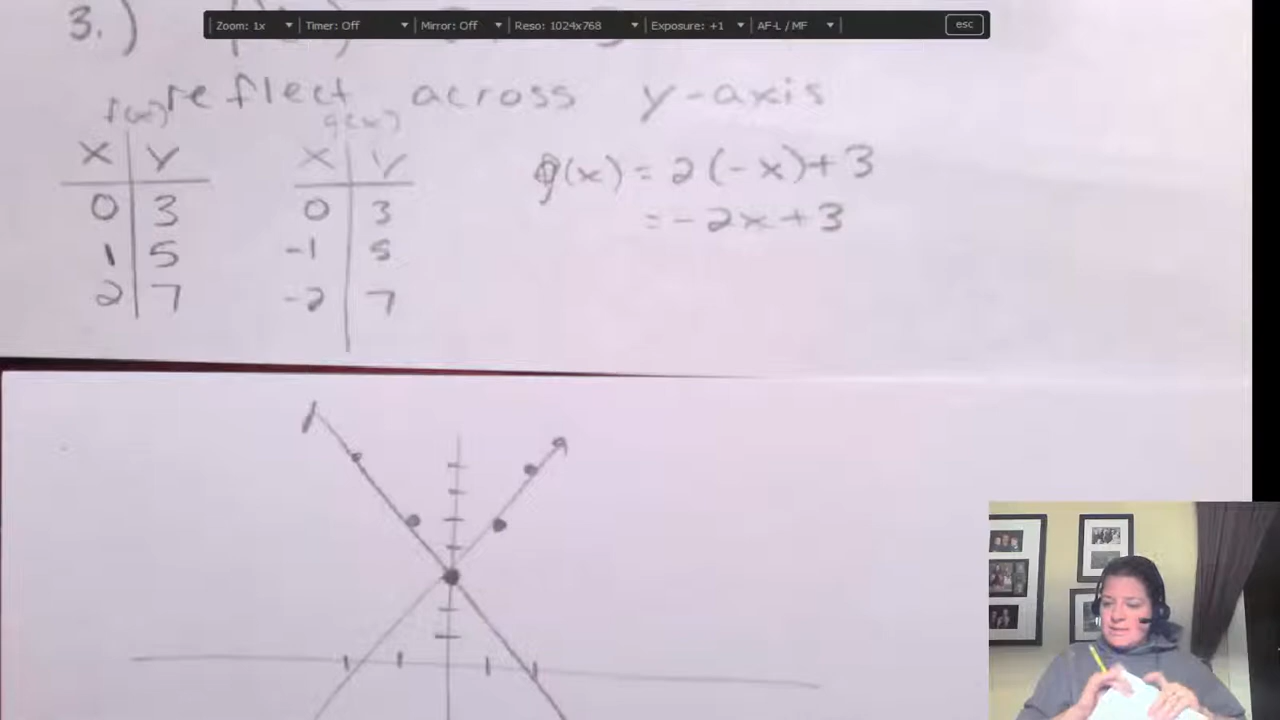 Zoom: 1x Timer: Off Mirror: Off Reso: 1024x768 Exposure: +1 AF-L / MF esc
3.)
reflect across y-axis
f(x) g(x)
x y x y g(x) = 2(-x)+3
0 3 0 3 = -2x+3
1 5 -1 5
2 7 -2 7